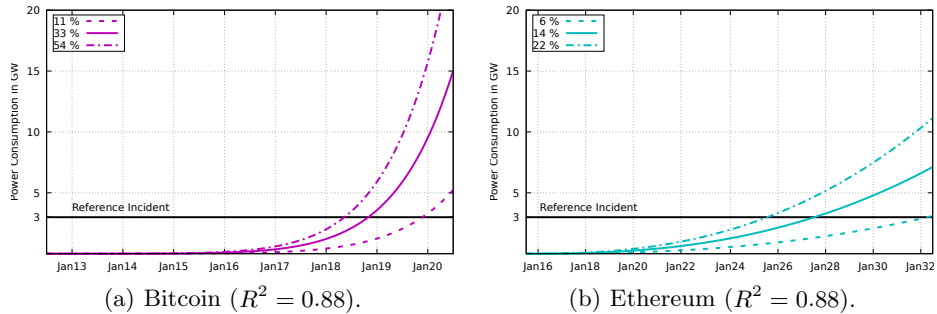 20
15
10
5
3
Power Consumption in GW
11 %
33 %
54 %
Reference Incident
Jan13 Jan14 Jan15 Jan16 Jan17 Jan18 Jan19 Jan20
(a) Bitcoin (R² = 0.88).
20
15
10
5
3
Power Consumption in GW
6 %
14 %
22 %
Reference Incident
Jan16 Jan18 Jan20 Jan22 Jan24 Jan26 Jan28 Jan30 Jan32
(b) Ethereum (R² = 0.88).